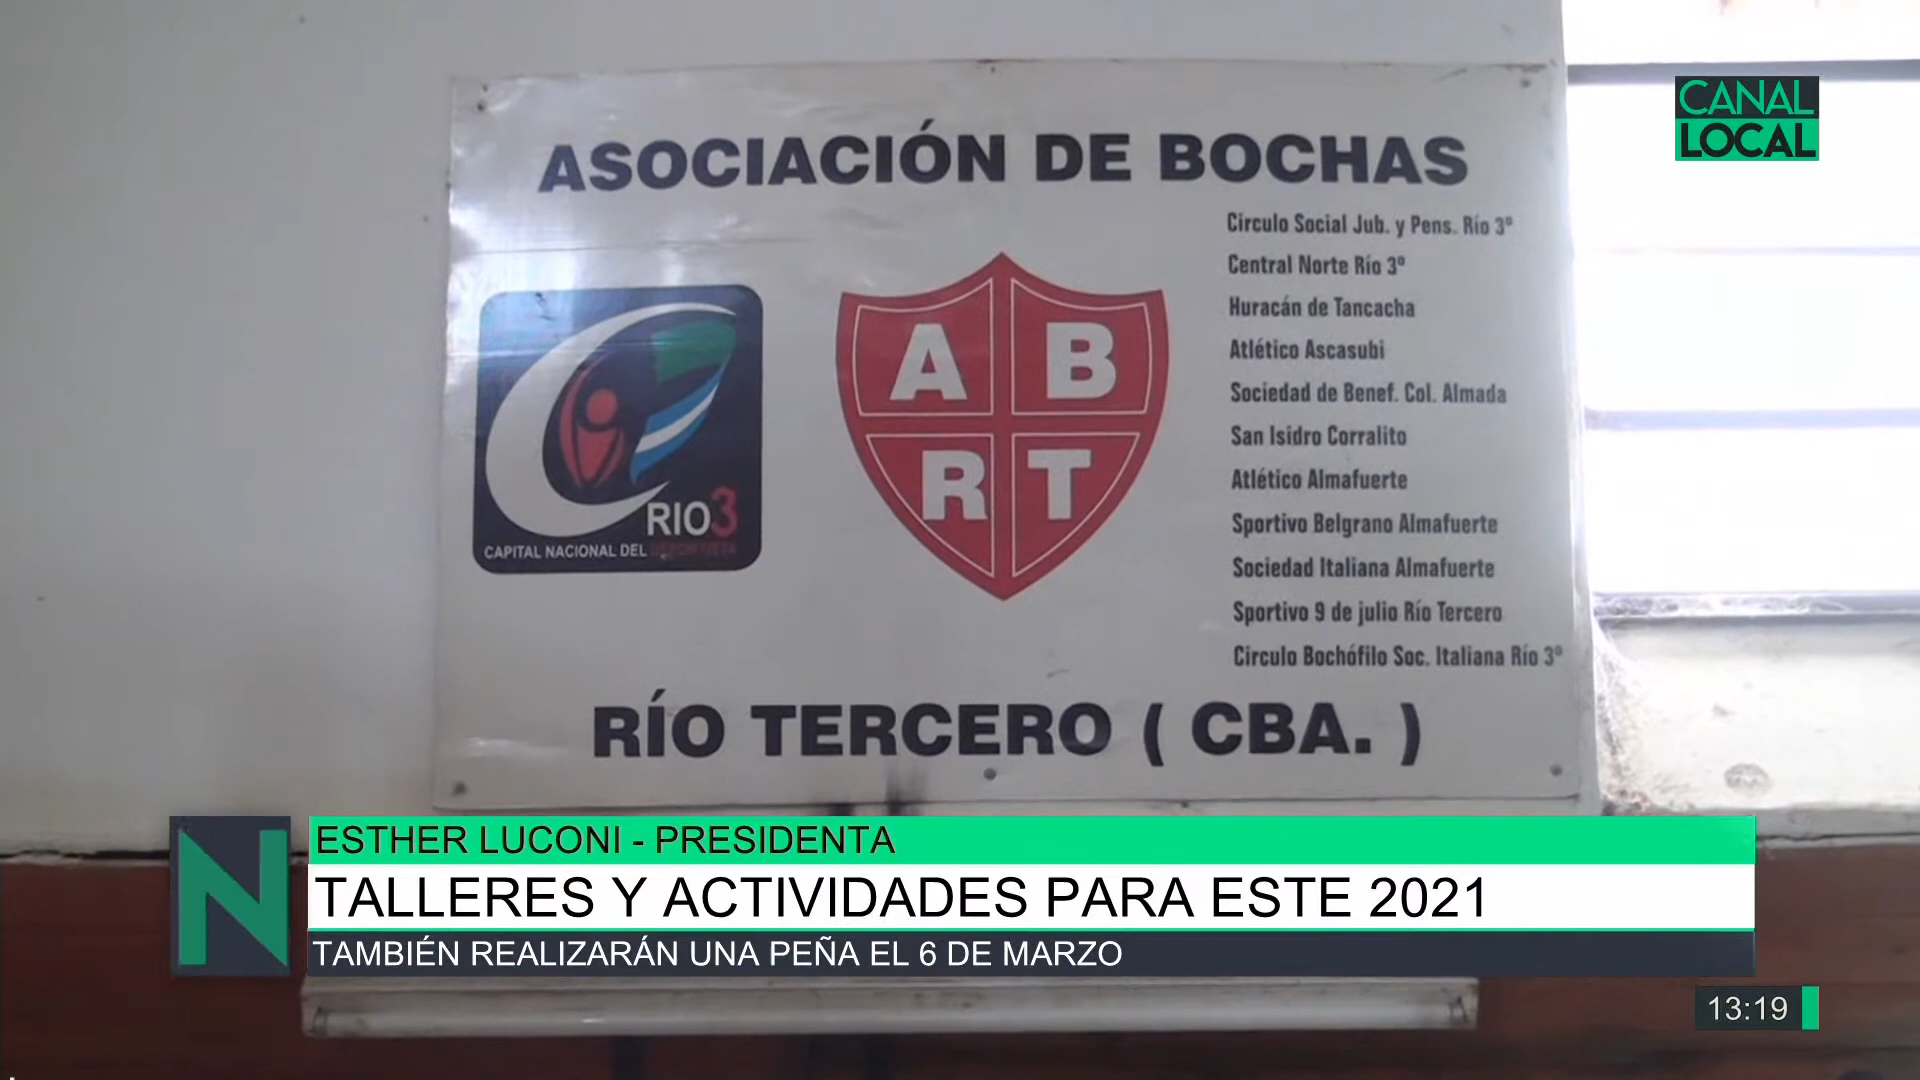 CANAL
LOCAL
ASOCIACIÓN DE BOCHAS
Circulo Social Jub. y Pens. Río 3º
Central Norte Río 3º
Huracán de Tancacha
Atlético Ascasubi
Sociedad de Benef. Col. Almada
San Isidro Corralito
Atlético Almafuerte
Sportivo Belgrano Almafuerte
Sociedad Italiana Almafuerte
Sportivo 9 de julio Río Tercero
Circulo Bochófilo Soc. Italiana Río 3º
RIO3
CAPITAL NACIONAL DEL DEPORTISTA
A B
R T
RÍO TERCERO ( CBA. )
N
ESTHER LUCONI - PRESIDENTA
TALLERES Y ACTIVIDADES PARA ESTE 2021
TAMBIÉN REALIZARÁN UNA PEÑA EL 6 DE MARZO
13:19